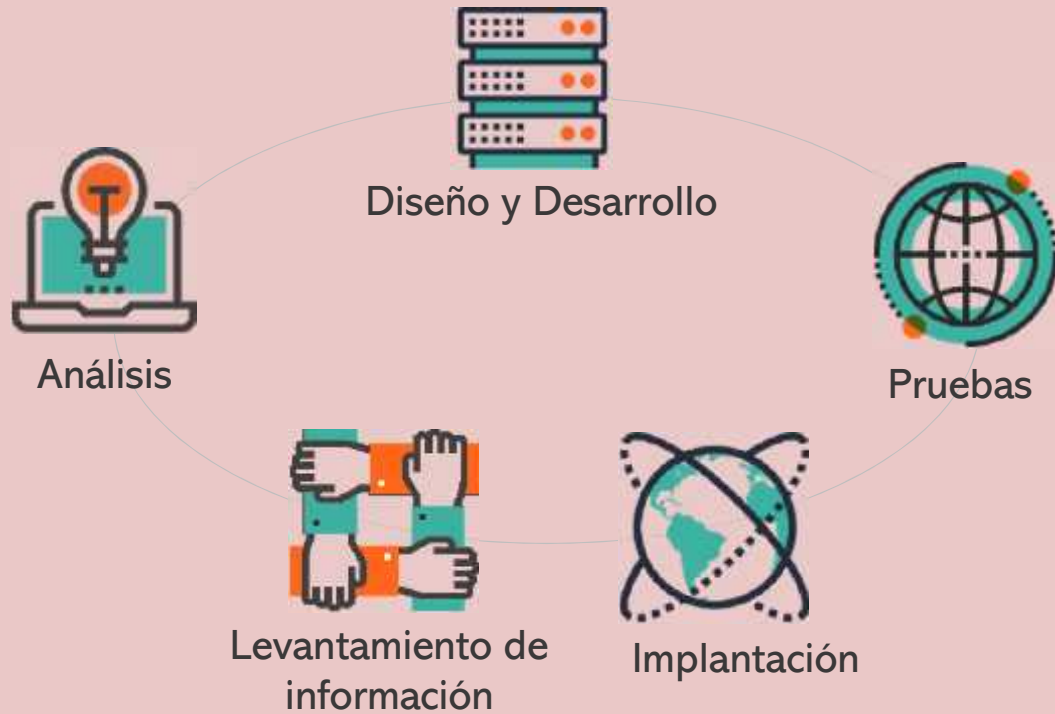 Diseño y Desarrollo
Análisis
Pruebas
Levantamiento de
información
Implantación